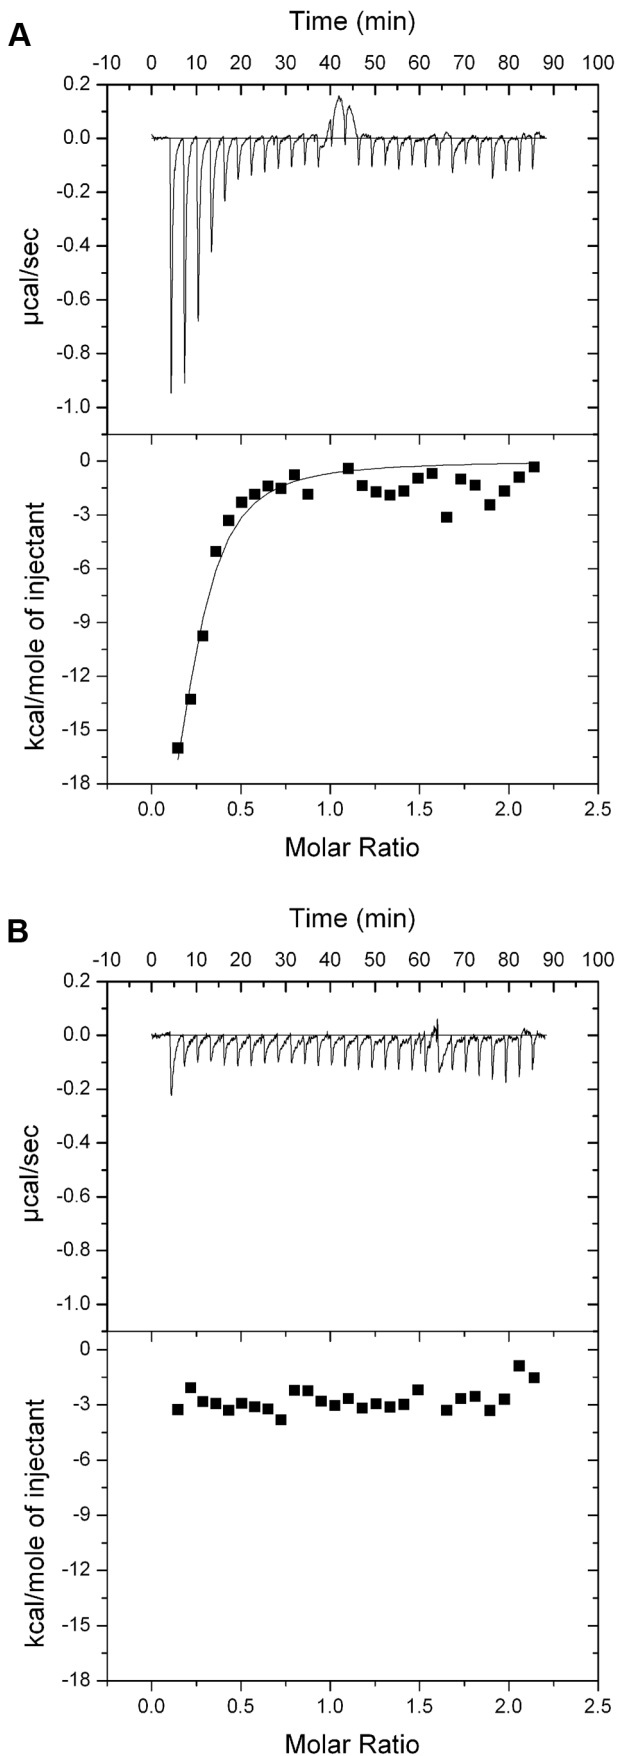 A
Time (min)
-10 0 10 20 30 40 50 60 70 80 90 100
0.2
0.0
-0.2
-0.4
-0.6
-0.8
-1.0
µcal/sec
0
-3
-6
-9
-12
-15
-18
kcal/mole of injectant
0.0 0.5 1.0 1.5 2.0 2.5
Molar Ratio
B
Time (min)
-10 0 10 20 30 40 50 60 70 80 90 100
0.2
0.0
-0.2
-0.4
-0.6
-0.8
-1.0
µcal/sec
0
-3
-6
-9
-12
-15
-18
kcal/mole of injectant
0.0 0.5 1.0 1.5 2.0 2.5
Molar Ratio